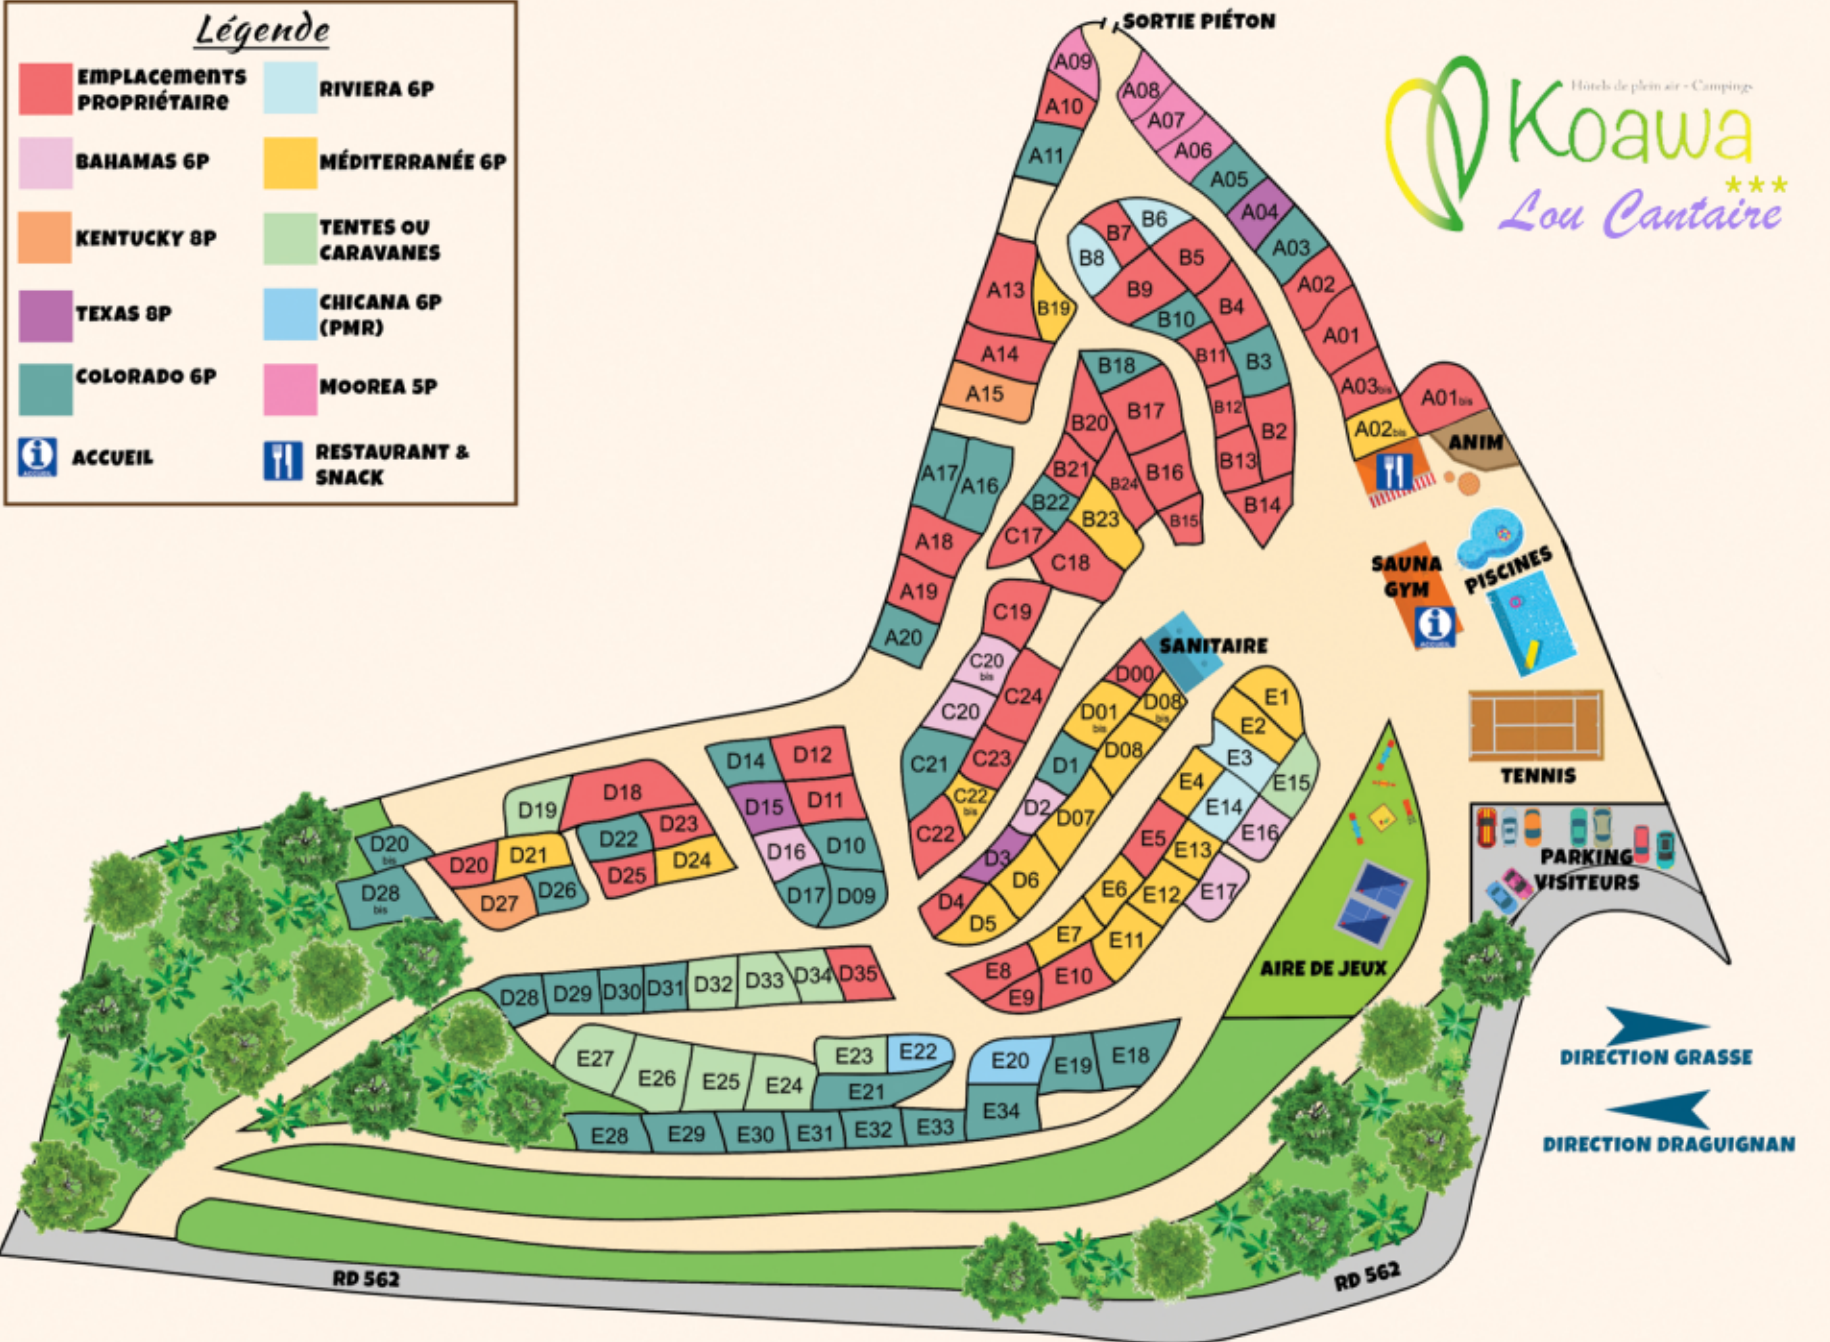 Légende
EMPLACEMENTS
PROPRIÉTAIRE
RIVIERA 6P
BAHAMAS 6P
MÉDITERRANÉE 6P
KENTUCKY 8P
TENTES OU
CARAVANES
TEXAS 8P
CHICANA 6P
(PMR)
COLORADO 6P
MOOREA 5P
ACCUEIL
ACCUEIL
RESTAURANT &
SNACK
SORTIE PIÉTON
Hôtels de plein air - Campings
Koawa
***
Lou Cantaire
A09
A10
A11
A08
A07
A06
A05
A04
A03
A02
A01
A03bis
A01bis
A02bis
ANIM
B6
B7
B8
B5
B9
B4
B10
B11
B3
B12
B2
B13
B14
A13
B19
A14
A15
B18
B17
B20
B21
B16
B24
B22
B23
B15
A17
A16
A18
A19
A20
C17
C18
C19
C20
bis
C24
C20
C21
C23
C22
bis
C22
SAUNA
GYM
PISCINES
ACCUEIL
SANITAIRE
TENNIS
PARKING
VISITEURS
D00
D08
bis
D01
bis
D08
D1
D2
D07
D3
D6
D4
D5
E1
E2
E3
E15
E4
E14
E16
E5
E13
E17
E6
E12
E7
E11
E8
E10
E9
AIRE DE JEUX
D14
D12
D15
D11
D16
D10
D17
D09
D19
D18
D22
D23
D20
bis
D20
D21
D25
D24
D28
bis
D27
D26
D28
D29
D30
D31
D32
D33
D34
D35
E27
E26
E25
E24
E23
E22
E21
E20
E19
E18
E28
E29
E30
E31
E32
E33
E34
DIRECTION GRASSE
DIRECTION DRAGUIGNAN
RD 562
RD 562